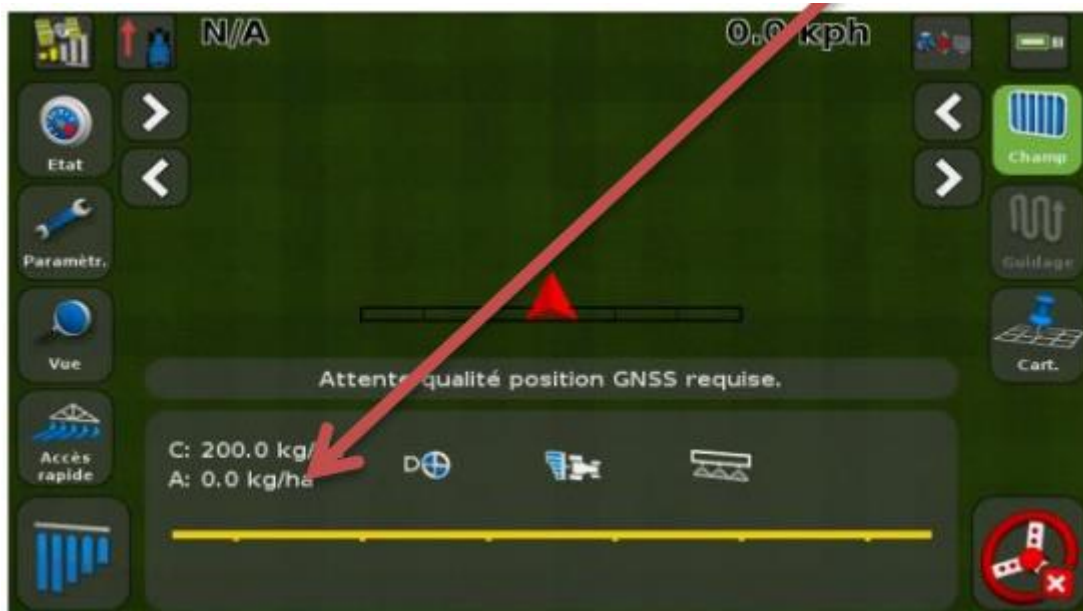 N/A
0.0 kph
Etat
Champ
Paramètr.
Guidage
Vue
Cart.
Attente qualité position GNSS requise.
Accès
rapide
C: 200.0 kg/
A: 0.0 kg/ha
D